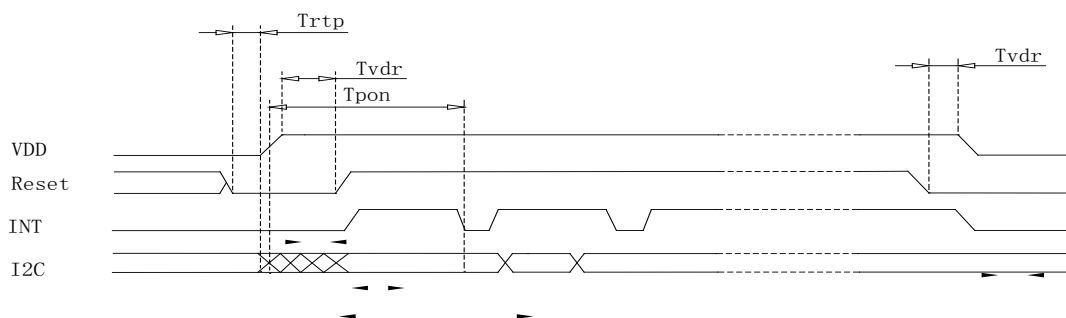 Trtp
Tvdr
Tvdr
Tpon
VDD
Reset
INT
I2C